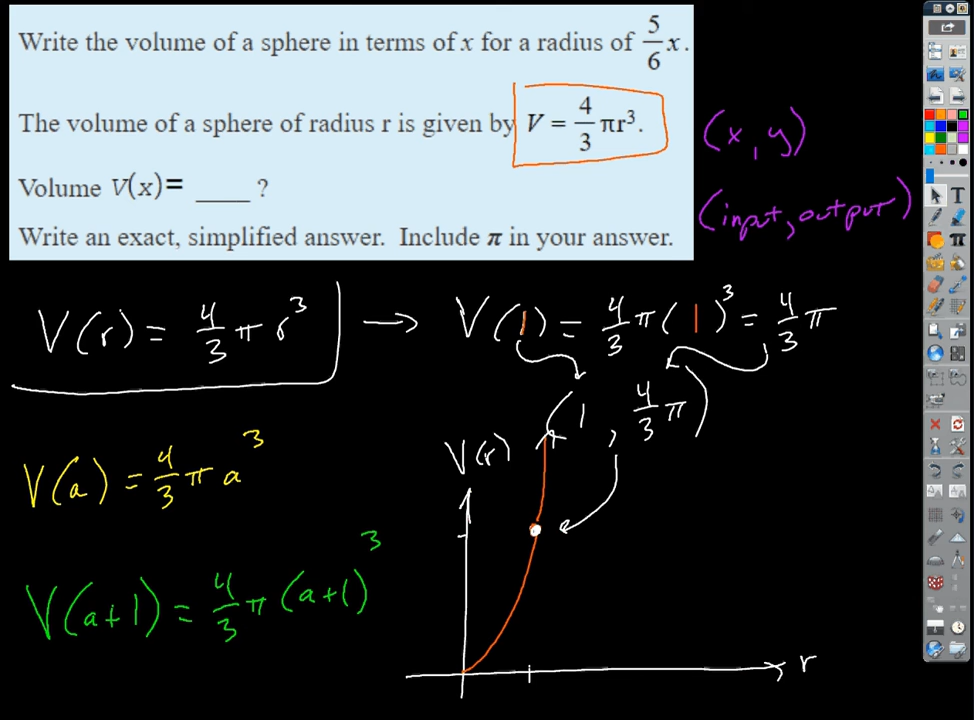 Write the volume of a sphere in terms of x for a radius of 5/6 x.
The volume of a sphere of radius r is given by V = 4/3 πr³.
(x, y)
Volume V(x)= ____ ?
(input, output)
Write an exact, simplified answer. Include π in your answer.
V(r) = 4/3 π r³ → V(1) = 4/3 π(1)³ = 4/3 π
(1, 4/3 π)
V(r)
V(a) = 4/3 π a³
V(a+1) = 4/3 π (a+1)³
r